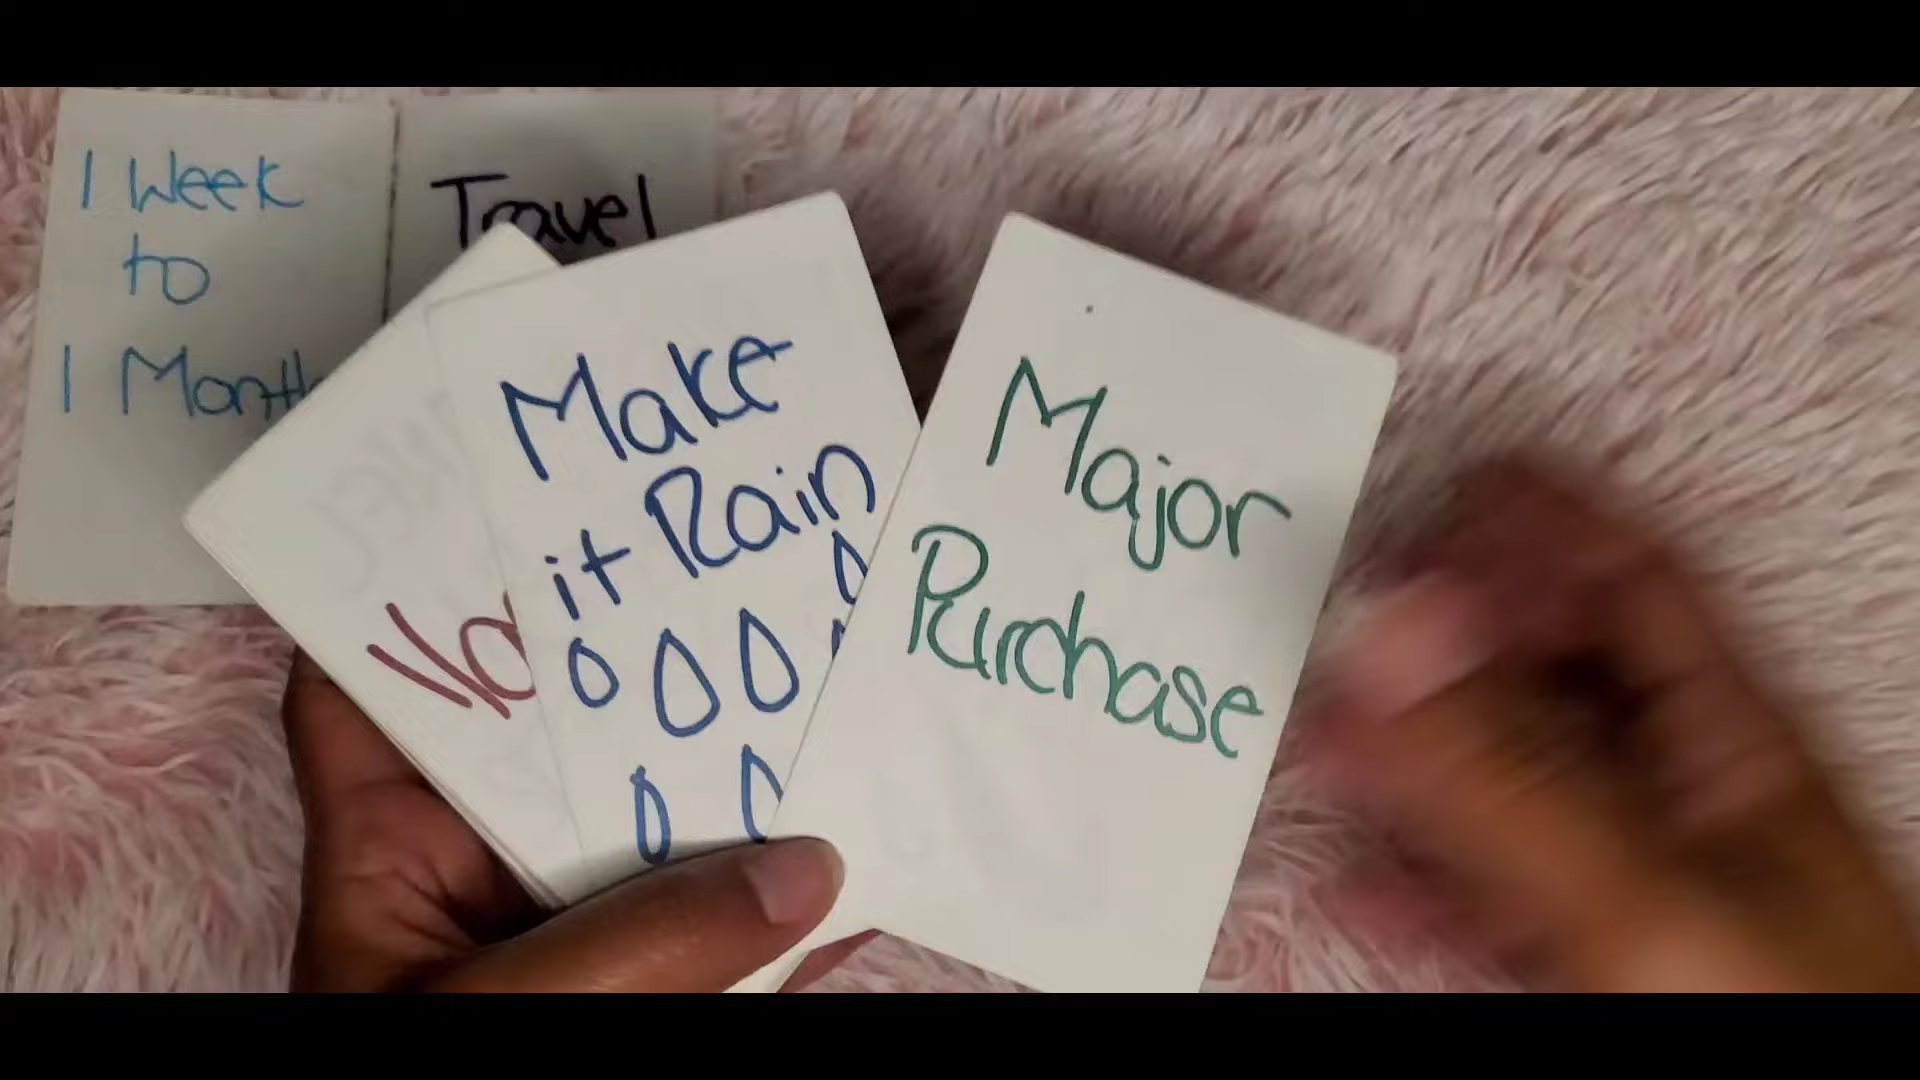 1 Week
to
1 Month
Travel
Make
it Rain
Major
Purchase